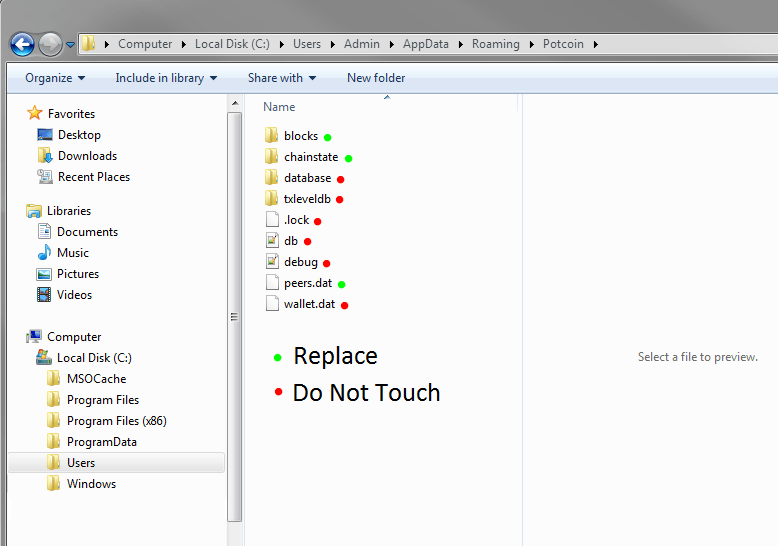 Computer Local Disk (C:) Users Admin AppData Roaming Potcoin
Organize Include in library Share with New folder
Favorites
Desktop
Downloads
Recent Places
Libraries
Documents
Music
Pictures
Videos
Computer
Local Disk (C:)
MSOCache
Program Files
Program Files (x86)
ProgramData
Users
Windows
Name
blocks
chainstate
database
txleveldb
.lock
db
debug
peers.dat
wallet.dat
Replace
Do Not Touch
Select a file to preview.